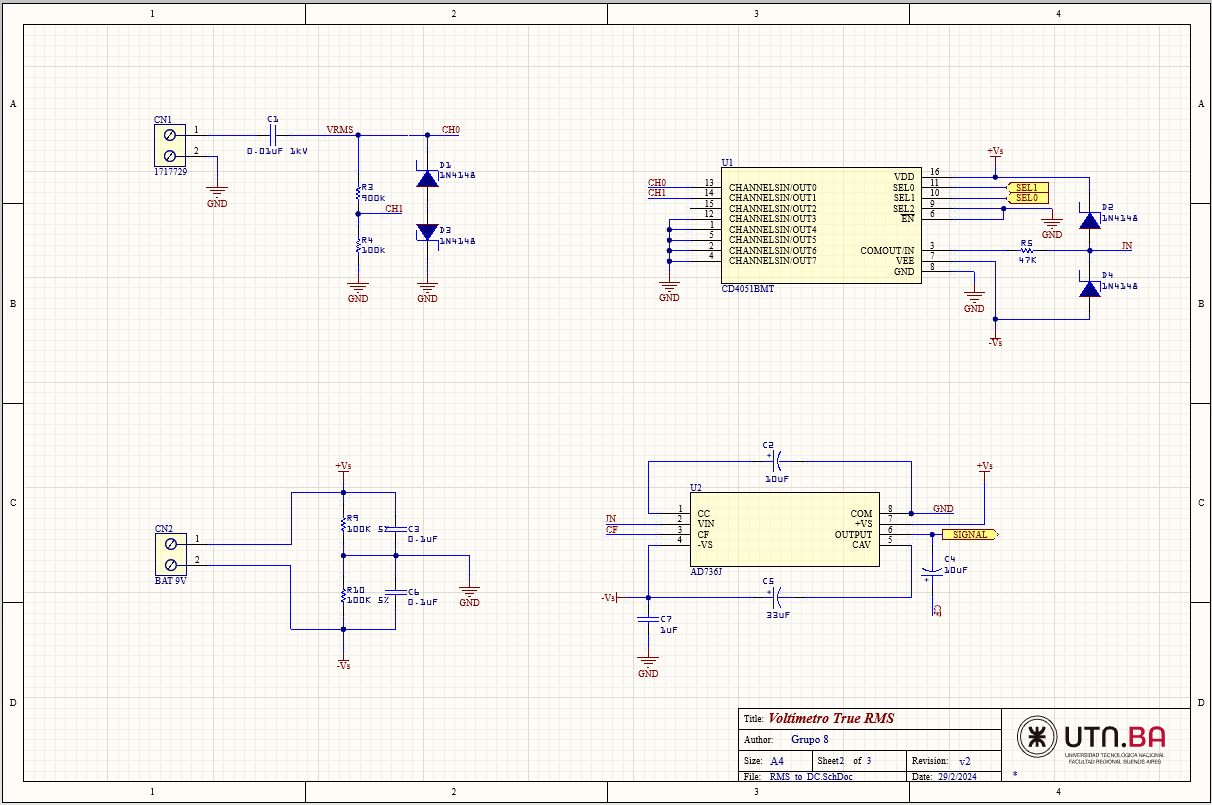 1 2 3 4
A A
B B
C C
D D
CN1
1
2
1717729
GND
C1
0.01uF 1kV
VRMS
CH0
R3
900k
CH1
R4
100k
GND
D1
1N4148
D3
1N4148
GND
U1
CH0 13 CHANNELSIN/OUT0
CH1 14 CHANNELSIN/OUT1
15 CHANNELSIN/OUT2
12 CHANNELSIN/OUT3
1 CHANNELSIN/OUT4
5 CHANNELSIN/OUT5
2 CHANNELSIN/OUT6
4 CHANNELSIN/OUT7
VDD 16
SEL0 11 SEL1
SEL1 10 SEL0
SEL2 9
EN 6
COMOUT/IN 3
VEE 7
GND 8
CD4051BMT
GND
+Vs
GND
R5
47K
D2
1N4148
IN
D4
1N4148
GND
-Vs
+Vs
CN2
1
2
BAT 9V
R9
100K 5%
C3
0.1uF
R10
100K 5%
C6
0.1uF
GND
-Vs
C2
+
10uF
U2
1 CC
IN 2 VIN
CF 3 CF
4 -VS
COM 8 GND
+VS 7
OUTPUT 6 SIGNAL
CAV 5
AD736J
+Vs
C4
10uF
+
CF
-Vs
C5
+
33uF
C7
1uF
GND
Title: Voltímetro True RMS
Author: Grupo 8
Size: A4 Sheet2 of 3 Revision: v2
File: RMS_to_DC.SchDoc Date: 29/2/2024 *
UTN.BA
UNIVERSIDAD TECNOLÓGICA NACIONAL
FACULTAD REGIONAL BUENOS AIRES
1 2 3 4